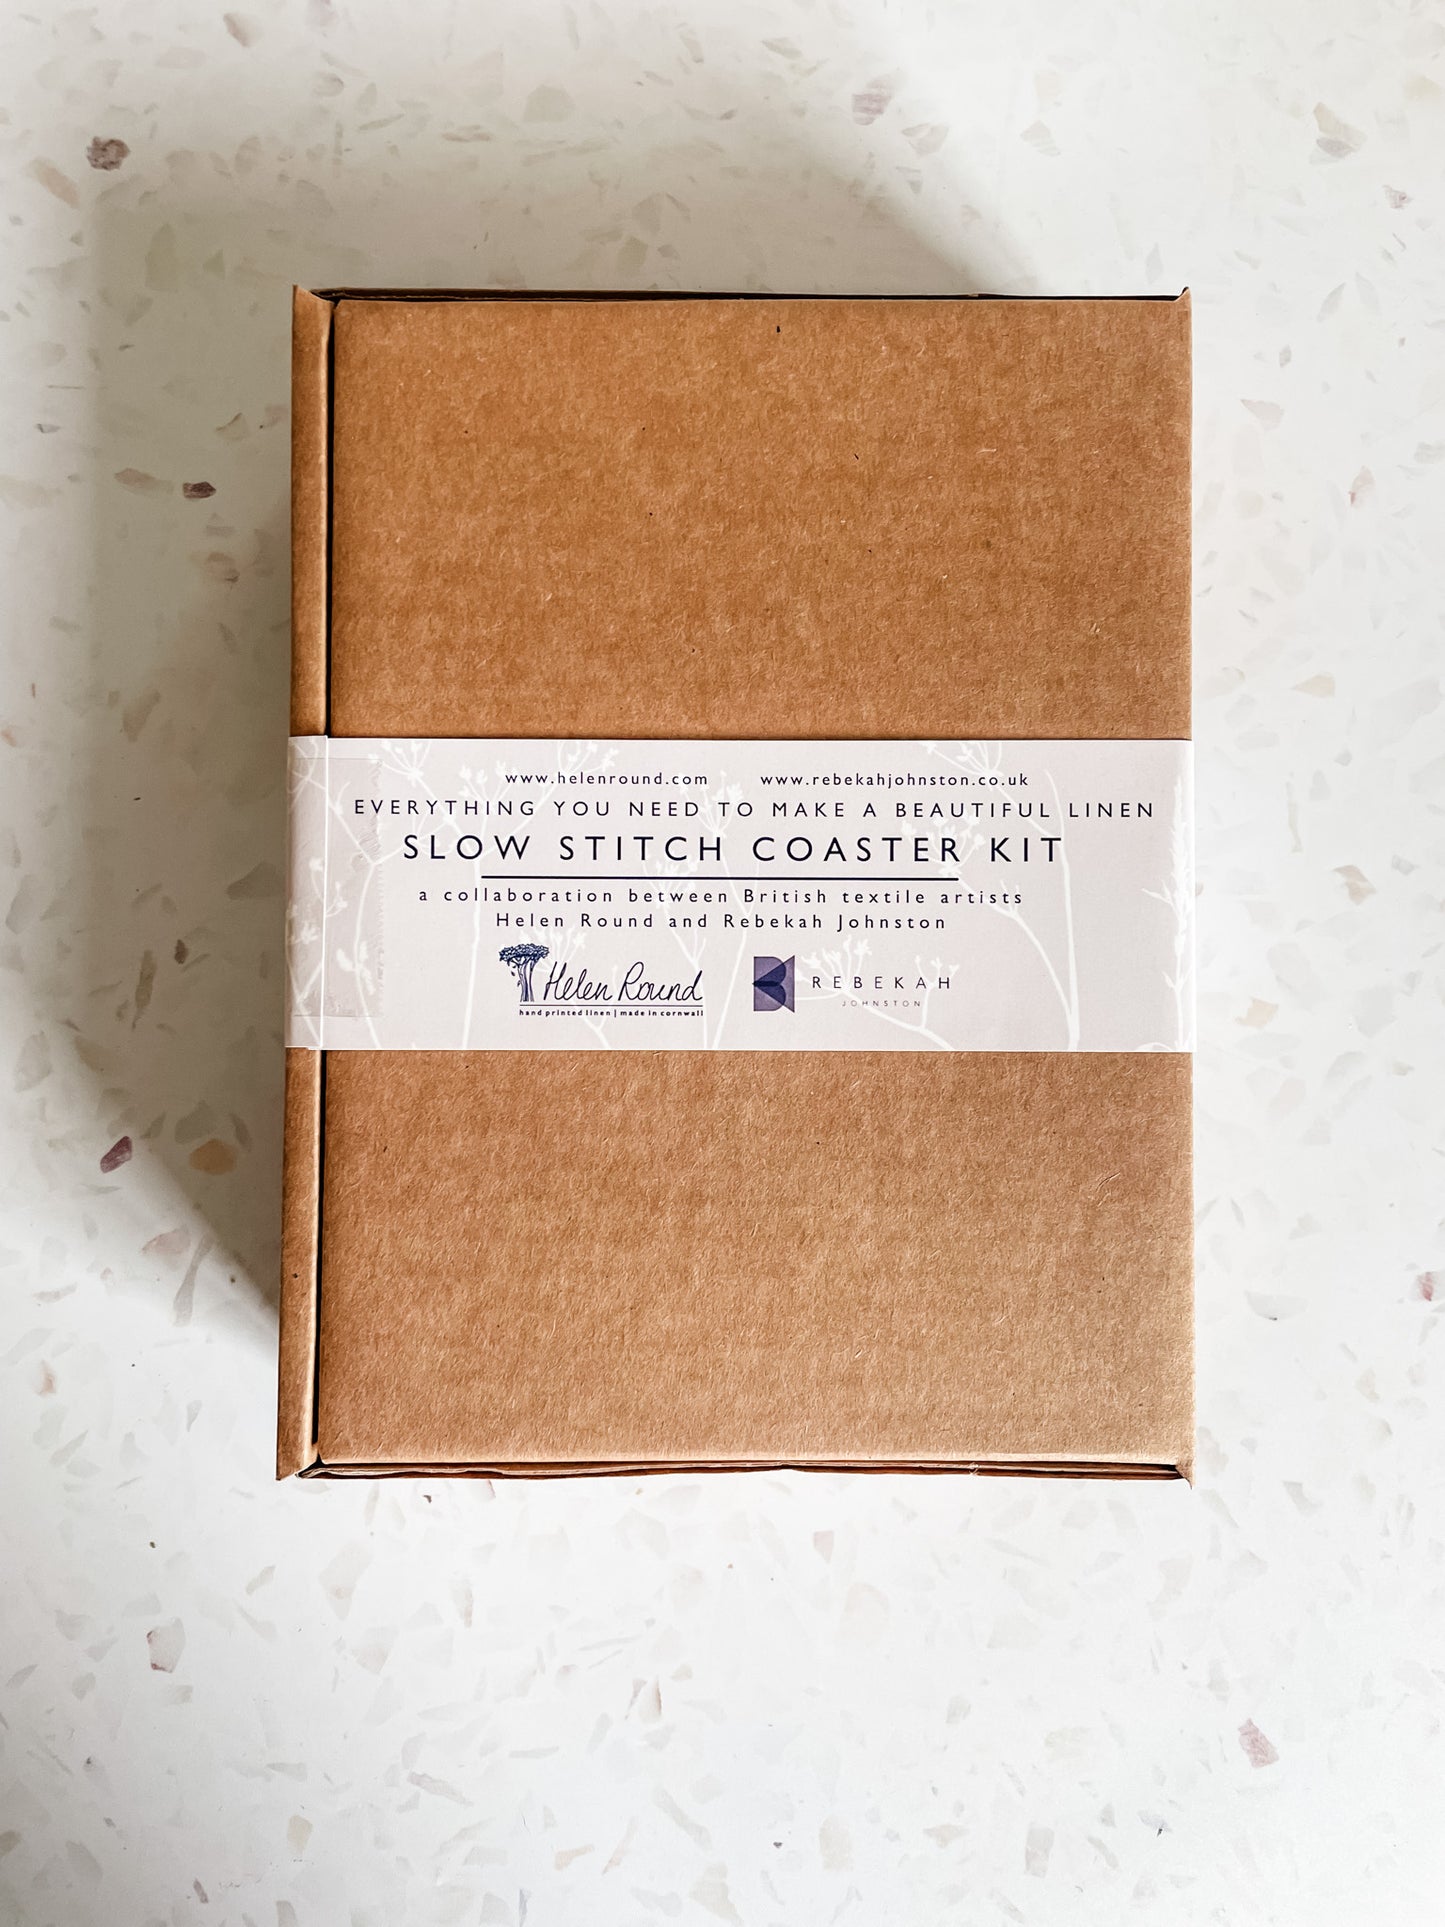 www.helenround.com www.rebekahjohnston.co.uk
EVERYTHING YOU NEED TO MAKE A BEAUTIFUL LINEN
SLOW STITCH COASTER KIT
a collaboration between British textile artists
Helen Round and Rebekah Johnston
Helen Round
hand printed linen | made in cornwall
REBEKAH
JOHNSTON